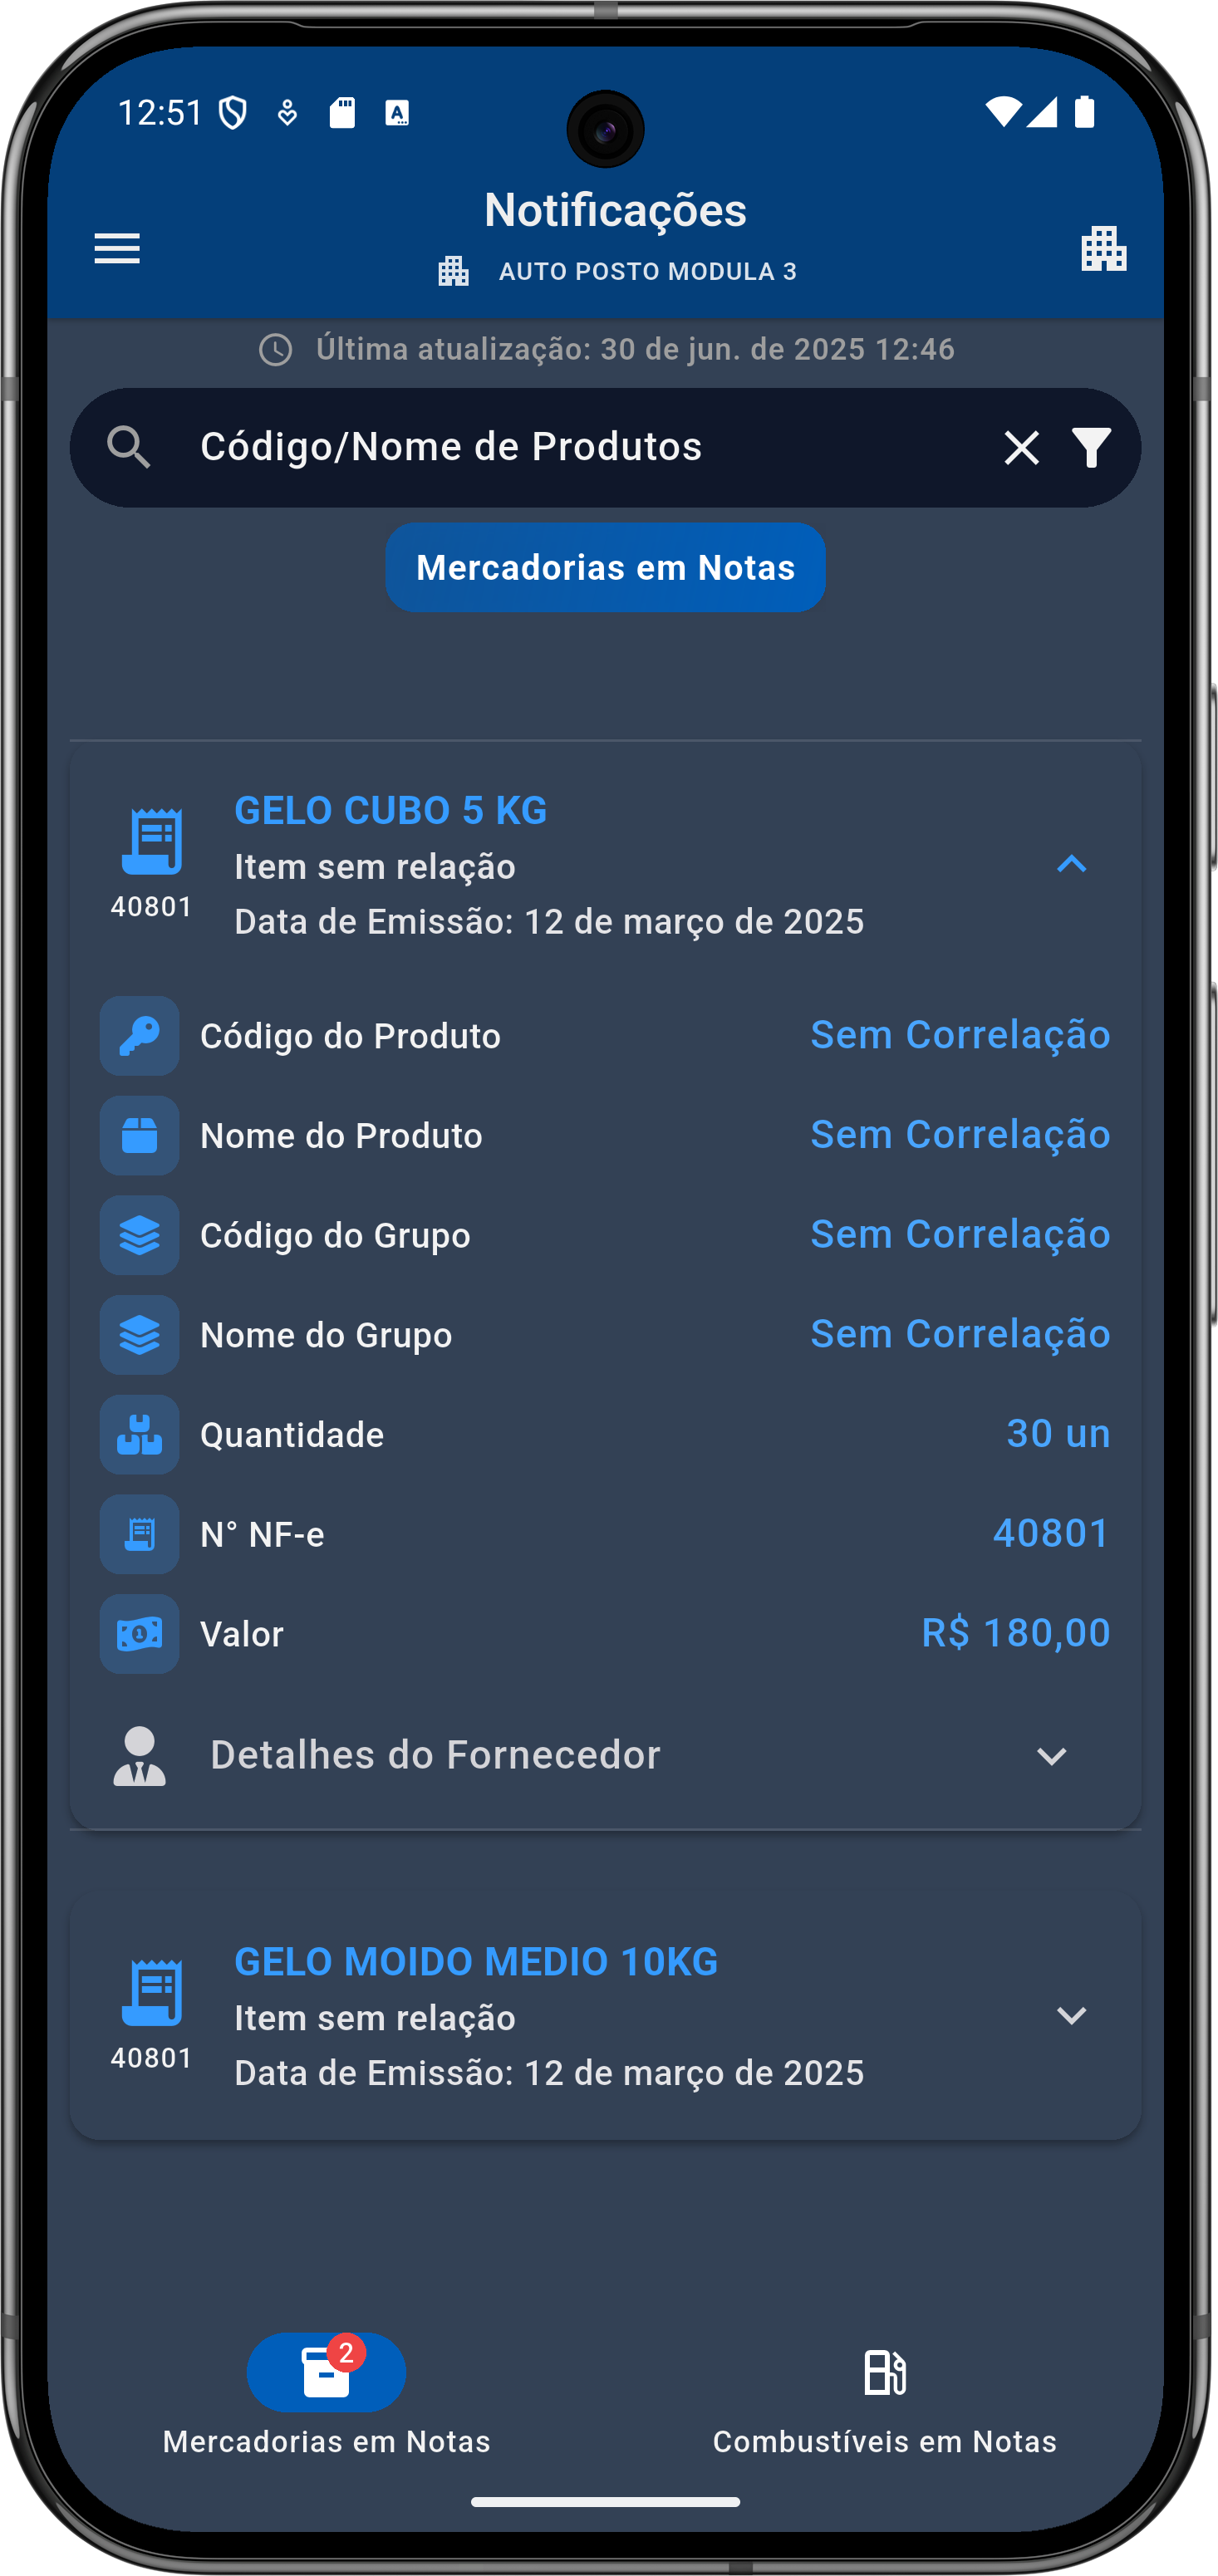 12:51
Notificações
AUTO POSTO MODULA 3
Última atualização: 30 de jun. de 2025 12:46
Código/Nome de Produtos
Mercadorias em Notas
GELO CUBO 5 KG
Item sem relação
40801
Data de Emissão: 12 de março de 2025
Código do Produto Sem Correlação
Nome do Produto Sem Correlação
Código do Grupo Sem Correlação
Nome do Grupo Sem Correlação
Quantidade 30 un
N° NF-e 40801
Valor R$ 180,00
Detalhes do Fornecedor
GELO MOIDO MEDIO 10KG
Item sem relação
40801
Data de Emissão: 12 de março de 2025
2
Mercadorias em Notas
Combustíveis em Notas